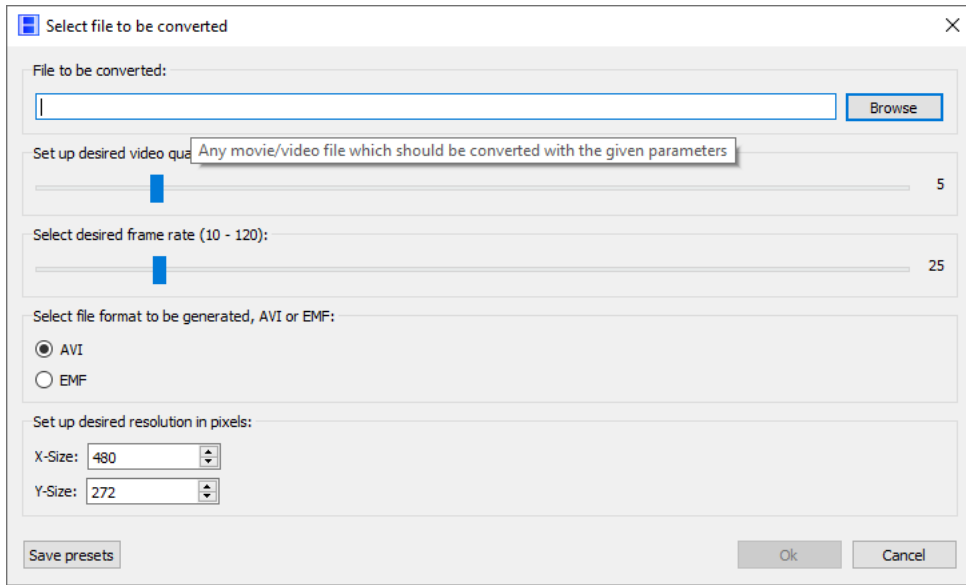 Select file to be converted
File to be converted:
Browse
Any movie/video file which should be converted with the given parameters
Set up desired video
5
Select desired frame rate (10 - 120):
25
Select file format to be generated, AVI or EMF:
AVI
EMF
Set up desired resolution in pixels:
X-Size: 480
Y-Size: 272
Save presets
Ok
Cancel